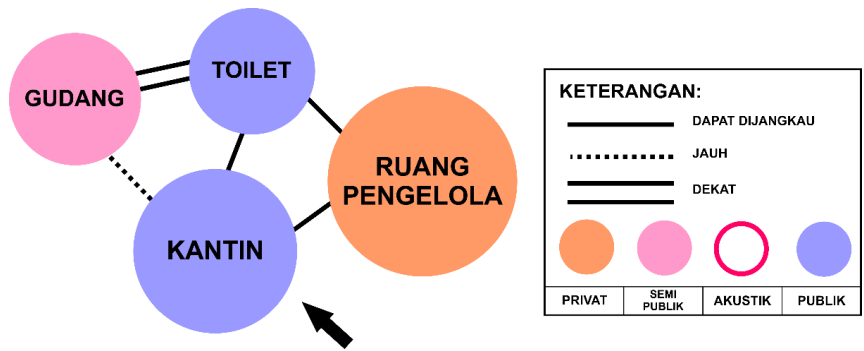 GUDANG
TOILET
RUANG
PENGELOLA
KANTIN
KETERANGAN:
DAPAT DIJANGKAU
JAUH
DEKAT
PRIVAT
SEMI
PUBLIK
AKUSTIK
PUBLIK